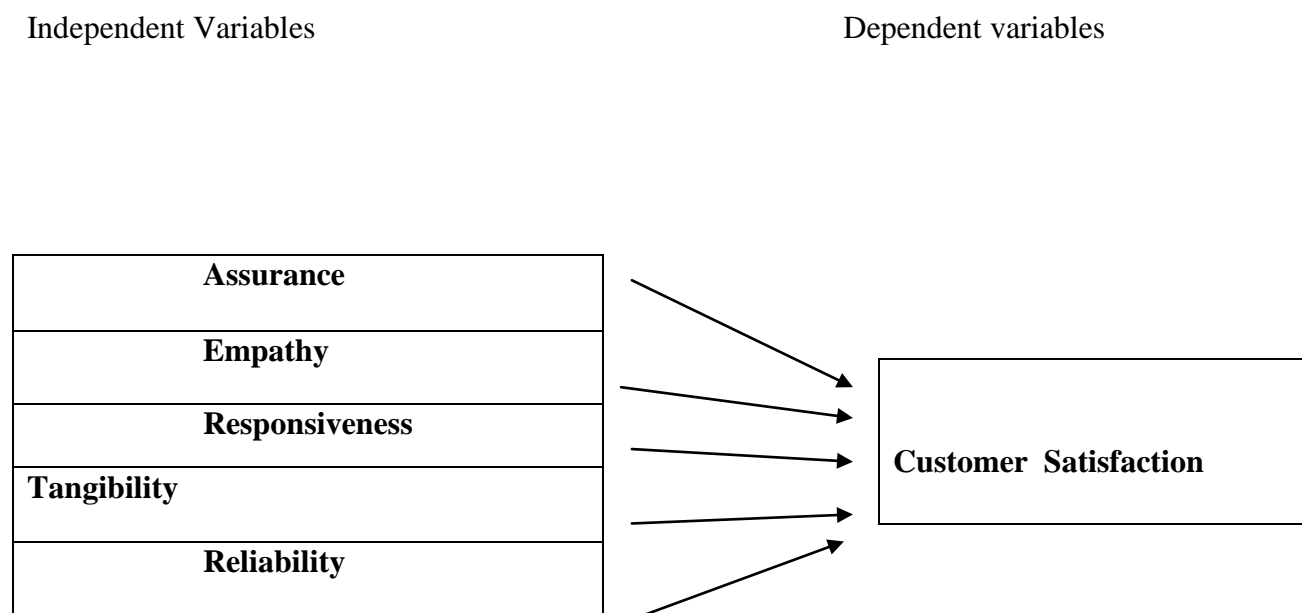 Independent Variables
Dependent variables
Assurance
Empathy
Responsiveness
Tangibility
Reliability
Customer Satisfaction